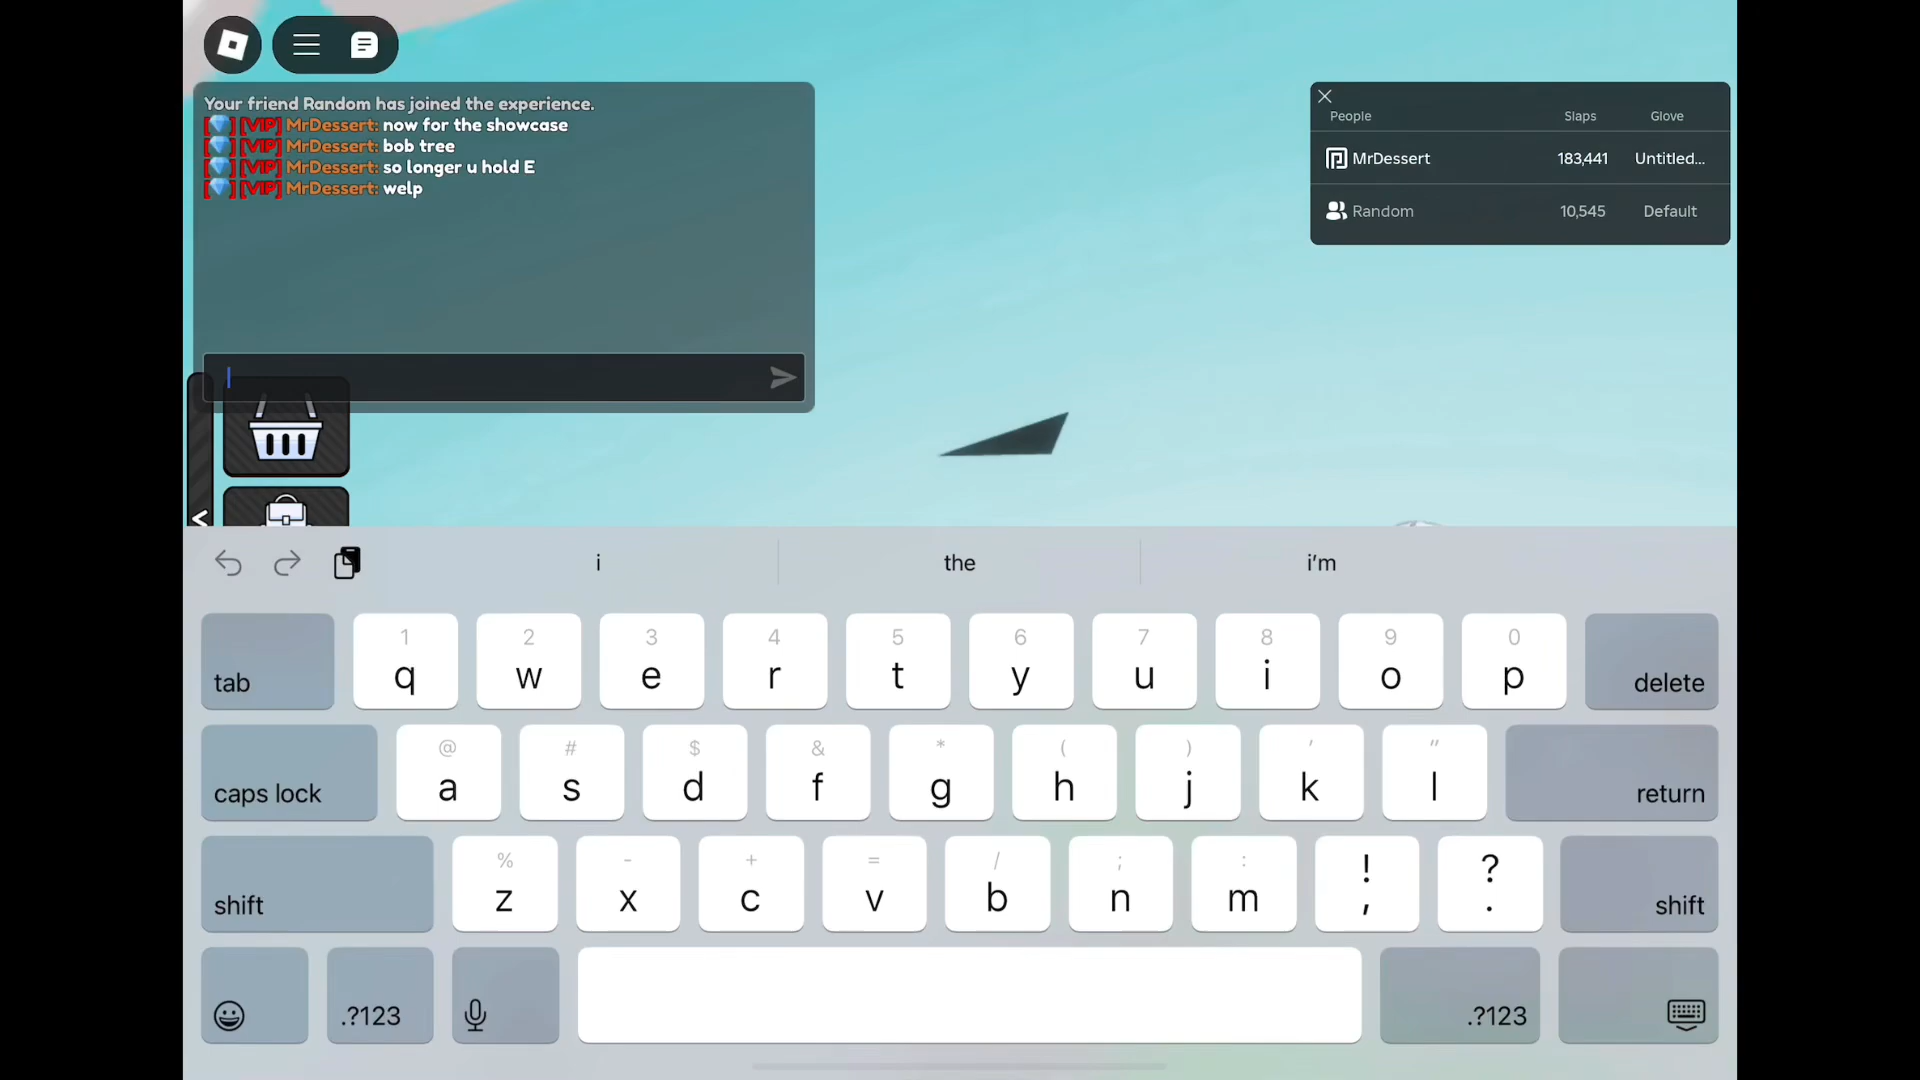 Your friend Random has joined the experience.
[💎] [VIP] MrDessert: now for the showcase
[💎] [VIP] MrDessert: bob tree
[💎] [VIP] MrDessert: so longer u hold E
[💎] [VIP] MrDessert: welp
People Slaps Glove
MrDessert 183,441 Untitled...
Random 10,545 Default
<
i the i'm
tab 1 q 2 w 3 e 4 r 5 t 6 y 7 u 8 i 9 o 0 p delete
caps lock @ a # s $ d & f * g ( h ) j ' k " l return
shift % z - x + c = v / b ; n : m ! , ? . shift
.?123 .?123